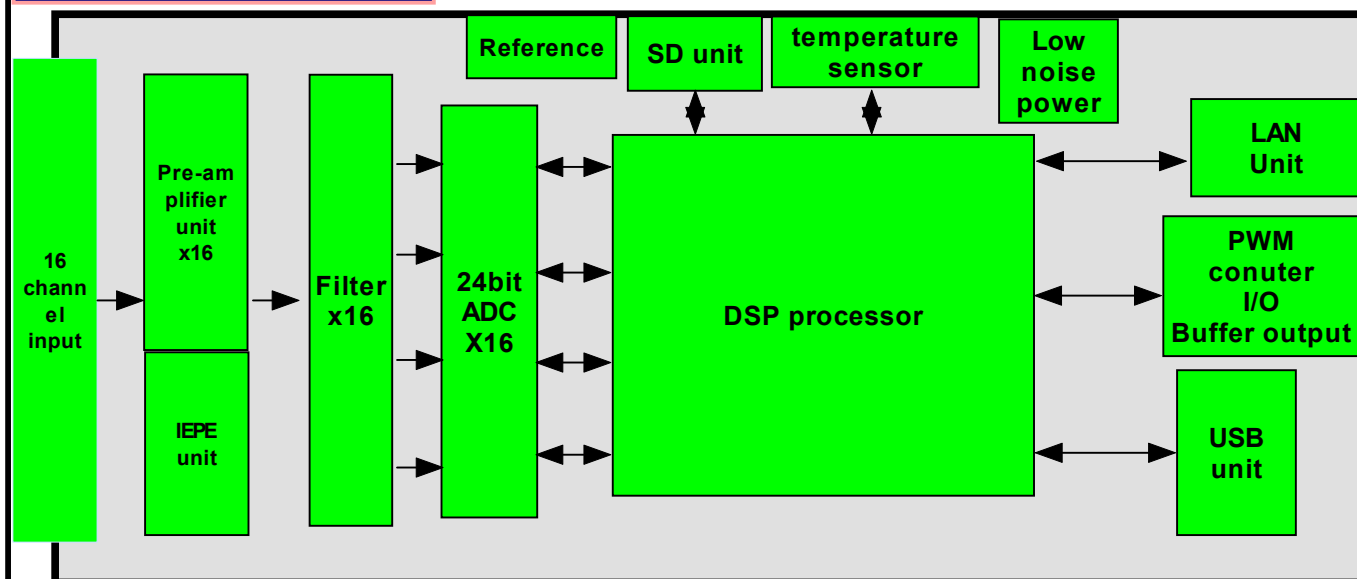 16
chann
el
input
Pre-am
plifier
unit
x16
IEPE
unit
Filter
x16
24bit
ADC
X16
Reference
SD unit
temperature
sensor
Low
noise
power
DSP processor
LAN
Unit
PWM
conuter
I/O
Buffer output
USB
unit